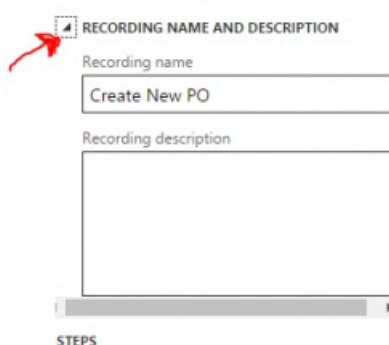 RECORDING NAME AND DESCRIPTION
Recording name
Create New PO
Recording description
STEPS